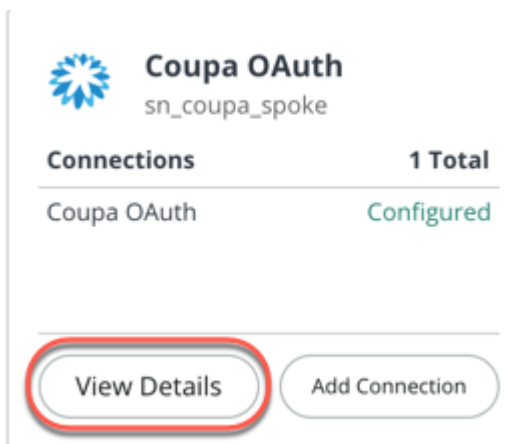 Coupa OAuth
sn_coupa_spoke
Connections 1 Total
Coupa OAuth Configured
View Details Add Connection